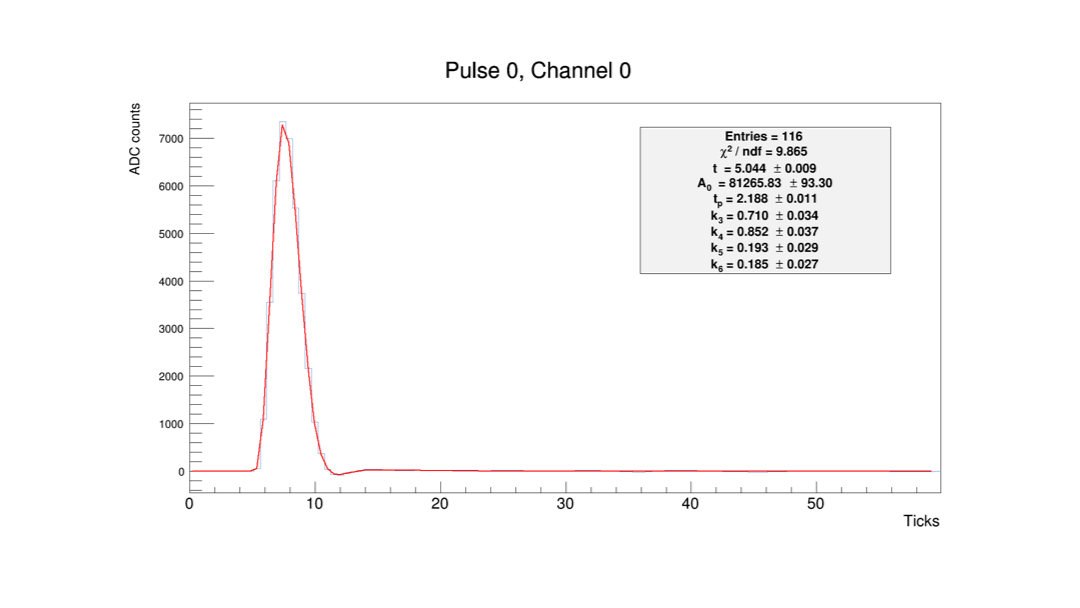 Pulse 0, Channel 0
ADC counts
Entries = 116
χ² / ndf = 9.865
t = 5.044 ± 0.009
A₀ = 81265.83 ± 93.30
tₚ = 2.188 ± 0.011
k₃ = 0.710 ± 0.034
k₄ = 0.852 ± 0.037
k₅ = 0.193 ± 0.029
k₆ = 0.185 ± 0.027
7000
6000
5000
4000
3000
2000
1000
0
0 10 20 30 40 50
Ticks